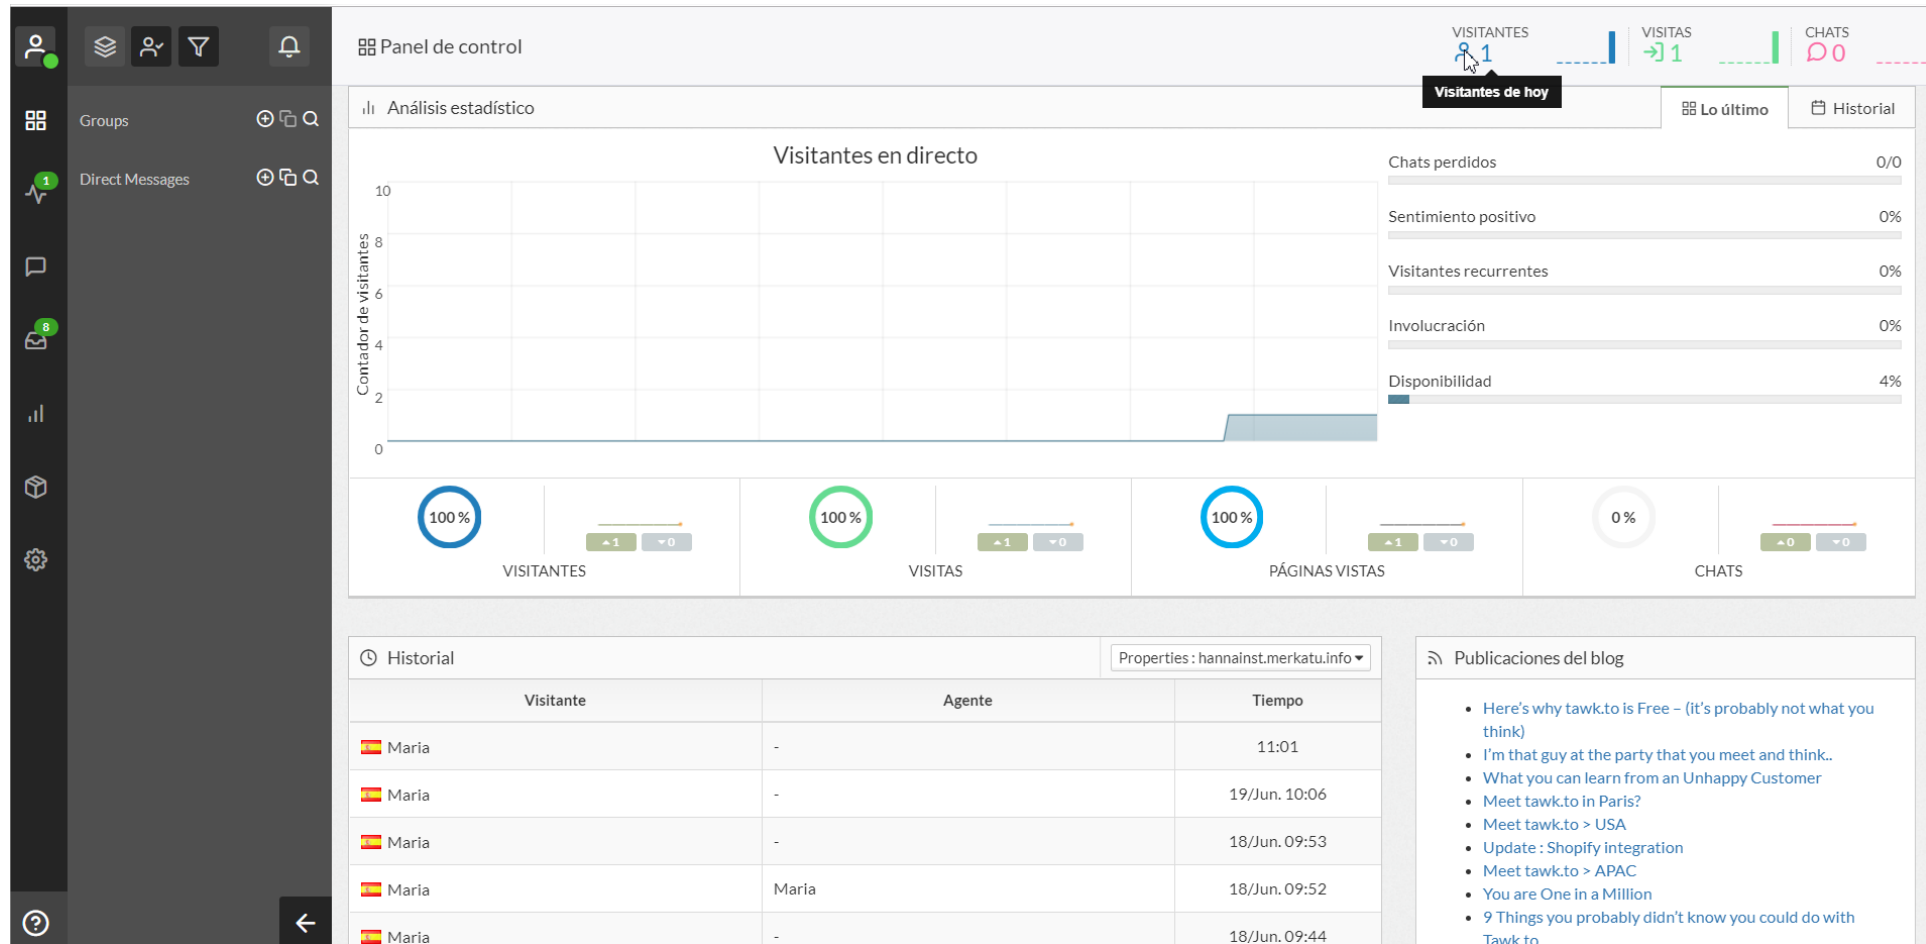 Panel de control
VISITANTES
1
VISITAS
1
CHATS
0
Visitantes de hoy
Groups
Direct Messages
1
8
Análisis estadístico
Lo último
Historial
Visitantes en directo
Contador de visitantes
10
8
6
4
2
0
Chats perdidos 0/0
Sentimiento positivo 0%
Visitantes recurrentes 0%
Involucración 0%
Disponibilidad 4%
100 %
1
0
VISITANTES
100 %
1
0
VISITAS
100 %
1
0
PÁGINAS VISTAS
0 %
0
0
CHATS
Historial
Properties : hannainst.merkatu.info
Visitante Agente Tiempo
Maria - 11:01
Maria - 19/Jun. 10:06
Maria - 18/Jun. 09:53
Maria Maria 18/Jun. 09:52
Maria - 18/Jun. 09:44
Publicaciones del blog
Here's why tawk.to is Free – (it's probably not what you
think)
I'm that guy at the party that you meet and think..
What you can learn from an Unhappy Customer
Meet tawk.to in Paris?
Meet tawk.to > USA
Update : Shopify integration
Meet tawk.to > APAC
You are One in a Million
9 Things you probably didn't know you could do with
Tawk.to